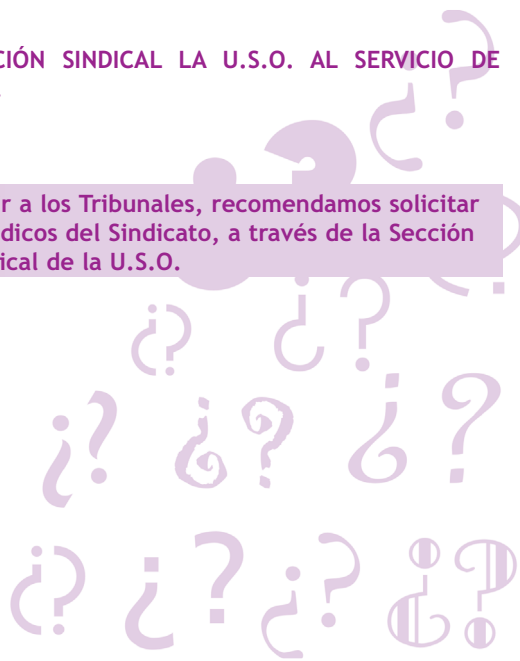 CIÓN SINDICAL LA U.S.O. AL SERVICIO DE
r a los Tribunales, recomendamos solicitar
dicos del Sindicato, a través de la Sección
ical de la U.S.O.
¿?
¿?
¿?
¿? ¿?
¿? ¿? ¿?
¿? ¿? ¿? ¿?